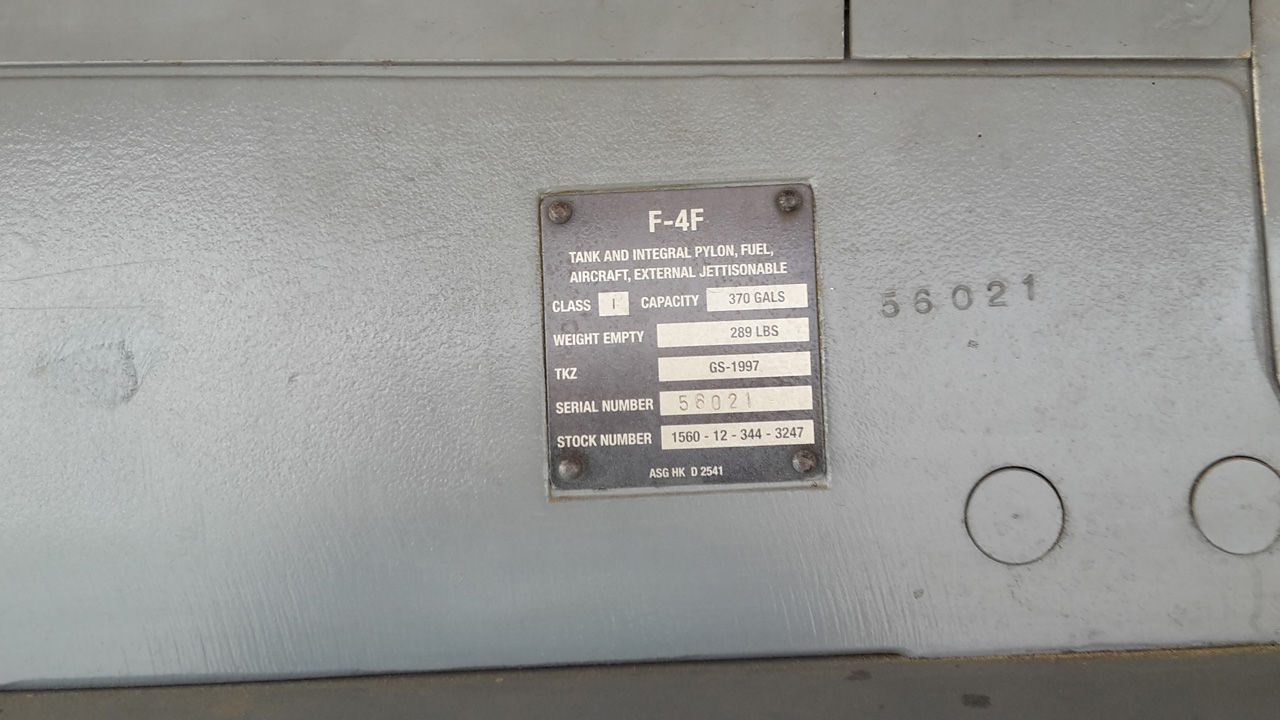 F-4F
TANK AND INTEGRAL PYLON, FUEL,
AIRCRAFT, EXTERNAL JETTISONABLE
CLASS I CAPACITY 370 GALS
WEIGHT EMPTY 289 LBS
TKZ GS-1997
SERIAL NUMBER 56021
STOCK NUMBER 1560 - 12 - 344 - 3247
ASG HK D 2541
56021